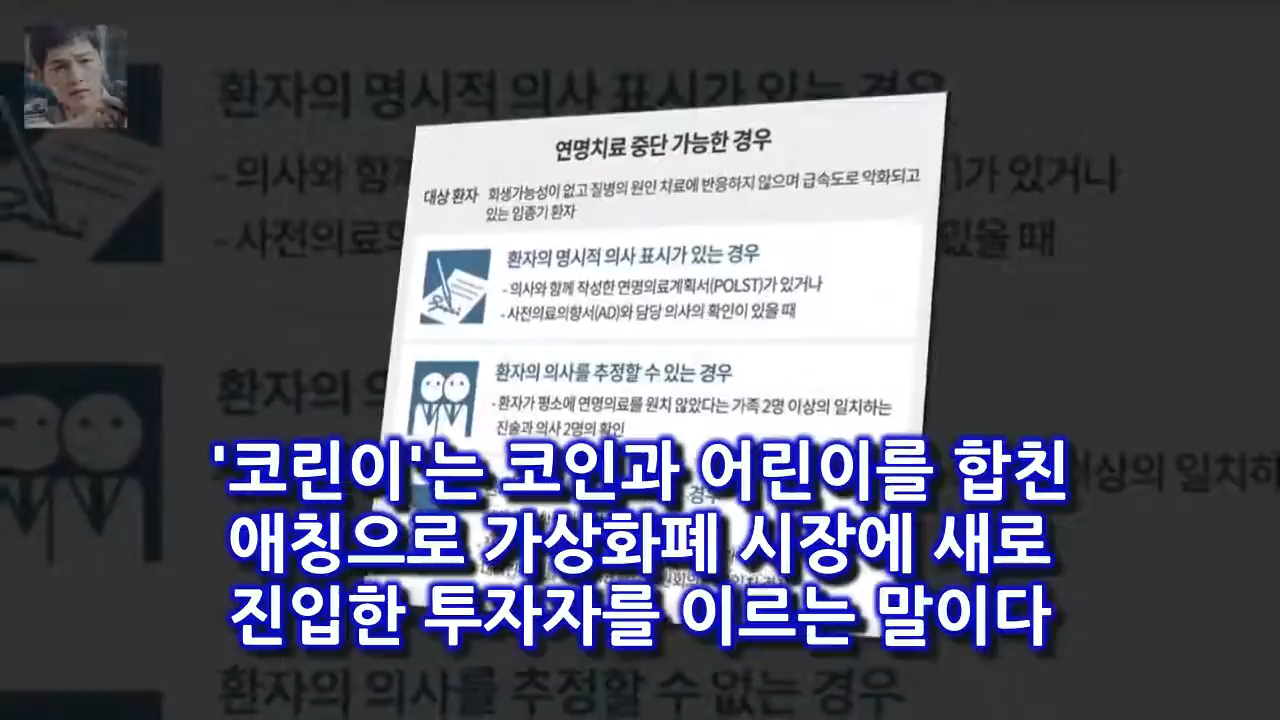 환자의 명시적 의사 표시가 있는 경우
- 의사와 함께
가 있거나
- 사전의료의
있을 때
연명치료 중단 가능한 경우
대상 환자 회생가능성이 없고 질병의 원인 치료에 반응하지 않으며 급속도로 악화되고
있는 임종기 환자
환자의 명시적 의사 표시가 있는 경우
- 의사와 함께 작성한 연명의료계획서(POLST)가 있거나
- 사전의료의향서(AD)와 담당 의사의 확인이 있을 때
환자의 의사를 추정할 수 있는 경우
- 환자가 평소에 연명의료를 원치 않았다는 가족 2명 이상의 일치하는
진술과 의사 2명의 확인
'코린이'는 코인과 어린이를 합친
애칭으로 가상화폐 시장에 새로
진입한 투자자를 이르는 말이다
환자의 의
이상의 일치하
환자의 의사를 추정할 수 없는 경우